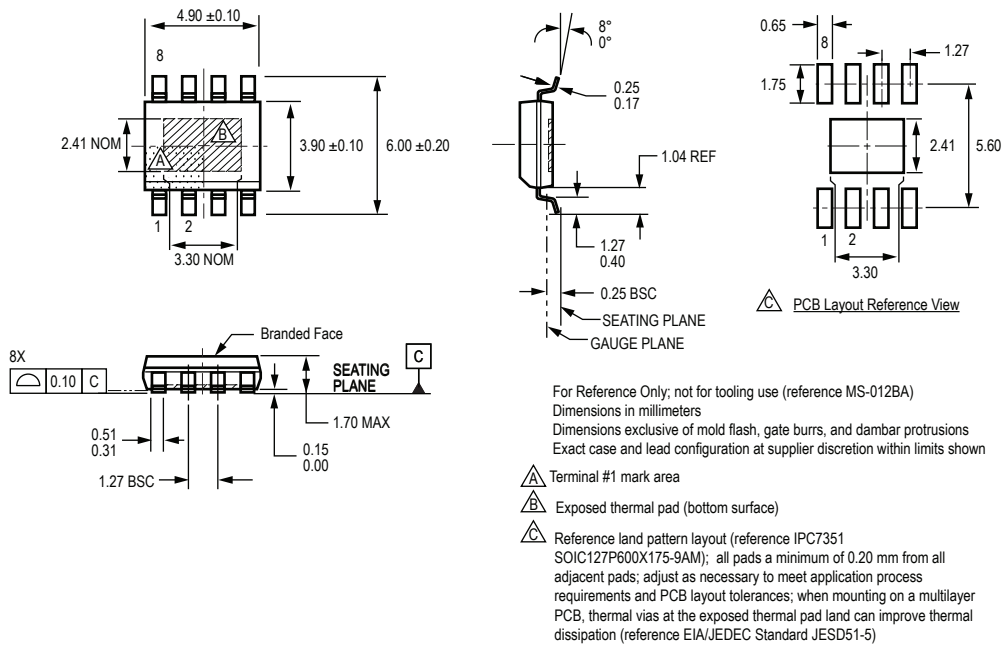 4.90 ±0.10
8
2.41 NOM
A
B
3.90 ±0.10
6.00 ±0.20
1
2
3.30 NOM
8°
0°
0.25
0.17
1.04 REF
1.27
0.40
0.25 BSC
SEATING PLANE
GAUGE PLANE
0.65
8
1.27
1.75
2.41
5.60
1
2
3.30
C PCB Layout Reference View
Branded Face
8X
0.10 C
SEATING
PLANE
C
1.70 MAX
0.51
0.31
0.15
0.00
1.27 BSC
For Reference Only; not for tooling use (reference MS-012BA)
Dimensions in millimeters
Dimensions exclusive of mold flash, gate burrs, and dambar protrusions
Exact case and lead configuration at supplier discretion within limits shown
A Terminal #1 mark area
B Exposed thermal pad (bottom surface)
C Reference land pattern layout (reference IPC7351
SOIC127P600X175-9AM); all pads a minimum of 0.20 mm from all
adjacent pads; adjust as necessary to meet application process
requirements and PCB layout tolerances; when mounting on a multilayer
PCB, thermal vias at the exposed thermal pad land can improve thermal
dissipation (reference EIA/JEDEC Standard JESD51-5)